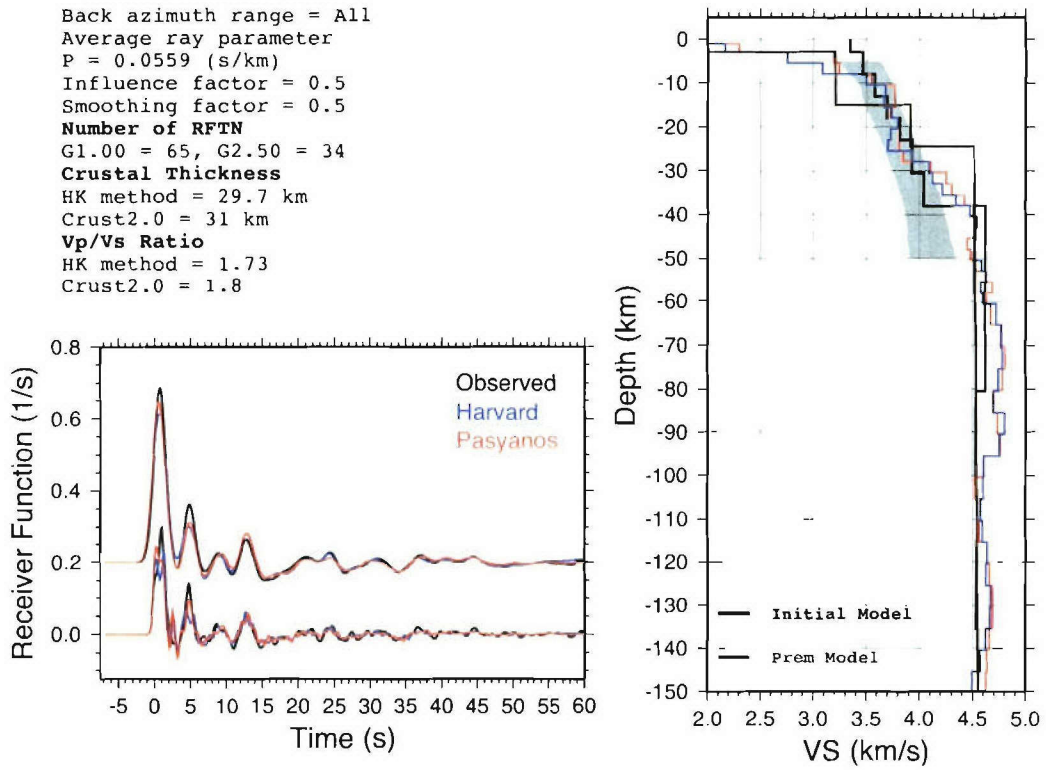 Back azimuth range = All
Average ray parameter
P = 0.0559 (s/km)
Influence factor = 0.5
Smoothing factor = 0.5
Number of RFTN
G1.00 = 65, G2.50 = 34
Crustal Thickness
HK method = 29.7 km
Crust2.0 = 31 km
Vp/Vs Ratio
HK method = 1.73
Crust2.0 = 1.8
Receiver Function (1/s)
0.8
0.6
0.4
0.2
0.0
Observed
Harvard
Pasyanos
-5 0 5 10 15 20 25 30 35 40 45 50 55 60
Time (s)
Depth (km)
0
-10
-20
-30
-40
-50
-60
-70
-80
-90
-100
-110
-120
-130
-140
-150
Initial Model
Prem Model
2.0 2.5 3.0 3.5 4.0 4.5 5.0
VS (km/s)